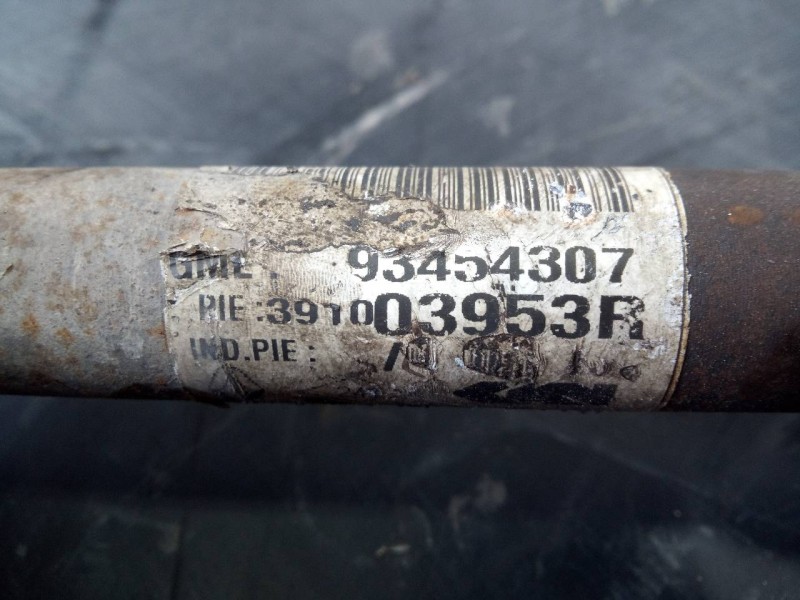 GME : 93454307
PIE :391003953R
IND.PIE :